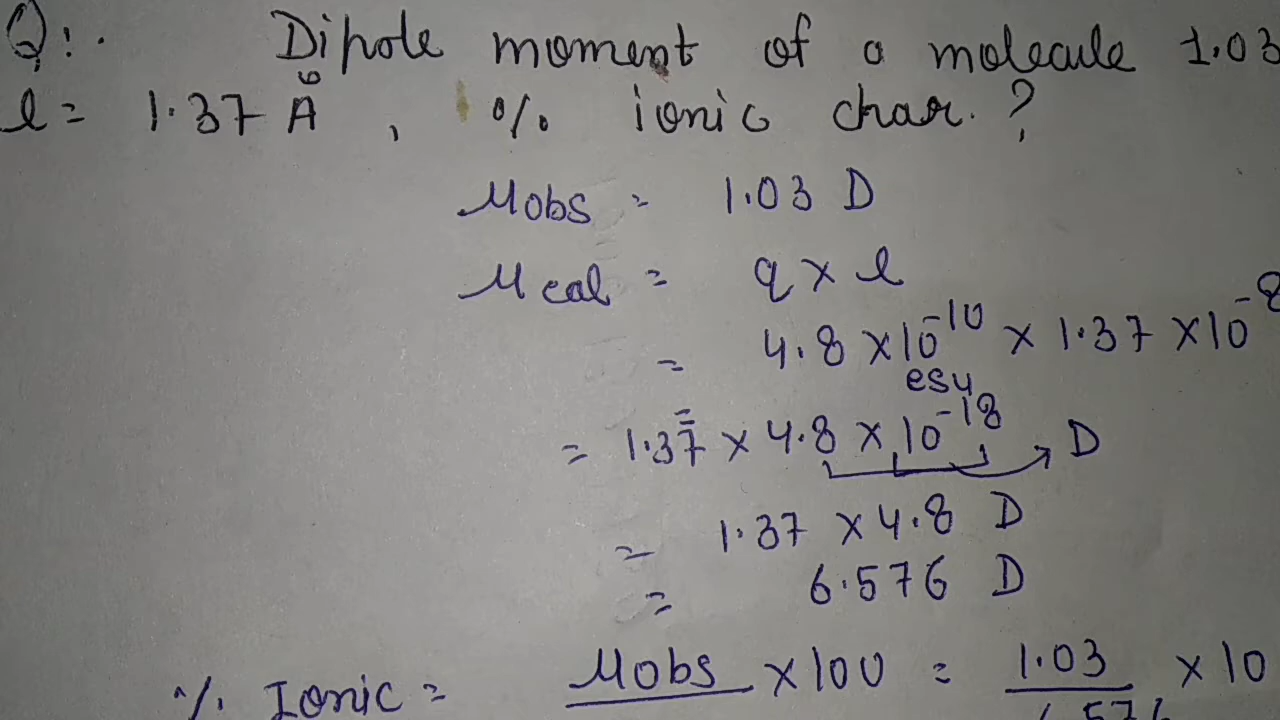 Q:. Dipole moment of a molecule 1.03
l = 1.37 Å , % ionic char. ?
μobs = 1.03 D
μcal = q × l
= 4.8 × 10⁻¹⁰ × 1.37 × 10⁻⁸
esu
= 1.37 × 4.8 × 10⁻¹⁸ → D
= 1.37 × 4.8 D
= 6.576 D
% Ionic = μobs × 100 = 1.03 × 10
6.576